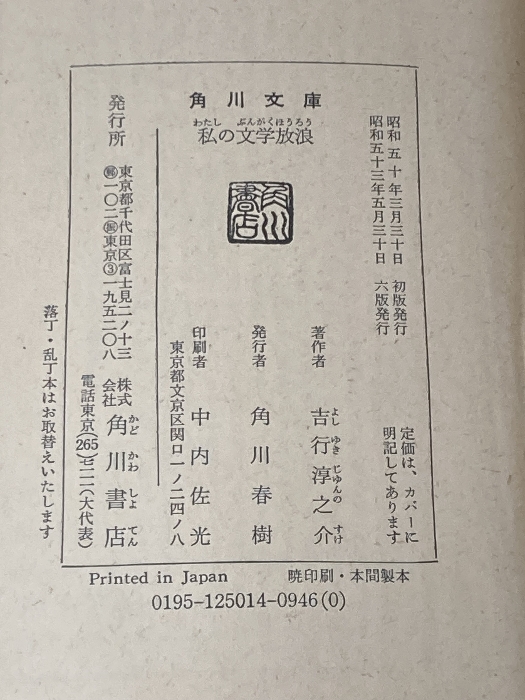 角川文庫
わたし ぶんがくほうろう
私の文学放浪
角川書店
昭和五十年三月三十日 初版発行
昭和五十三年五月三十日 六版発行
定価は、カバーに
明記してあります
著作者 吉行淳之介
よし ゆき じゆんの すけ
発行者 角川春樹
印刷者 中内佐光
東京都文京区関口一ノ二四ノ八
発行所
株式会社 角川書店
かど かわ しよ てん
東京都千代田区富士見二ノ十三
一〇二 東京③一九五二〇八
電話東京(265)七一一一(大代表)
落丁・乱丁本はお取替えいたします
Printed in Japan 暁印刷・本間製本
0195-125014-0946(0)